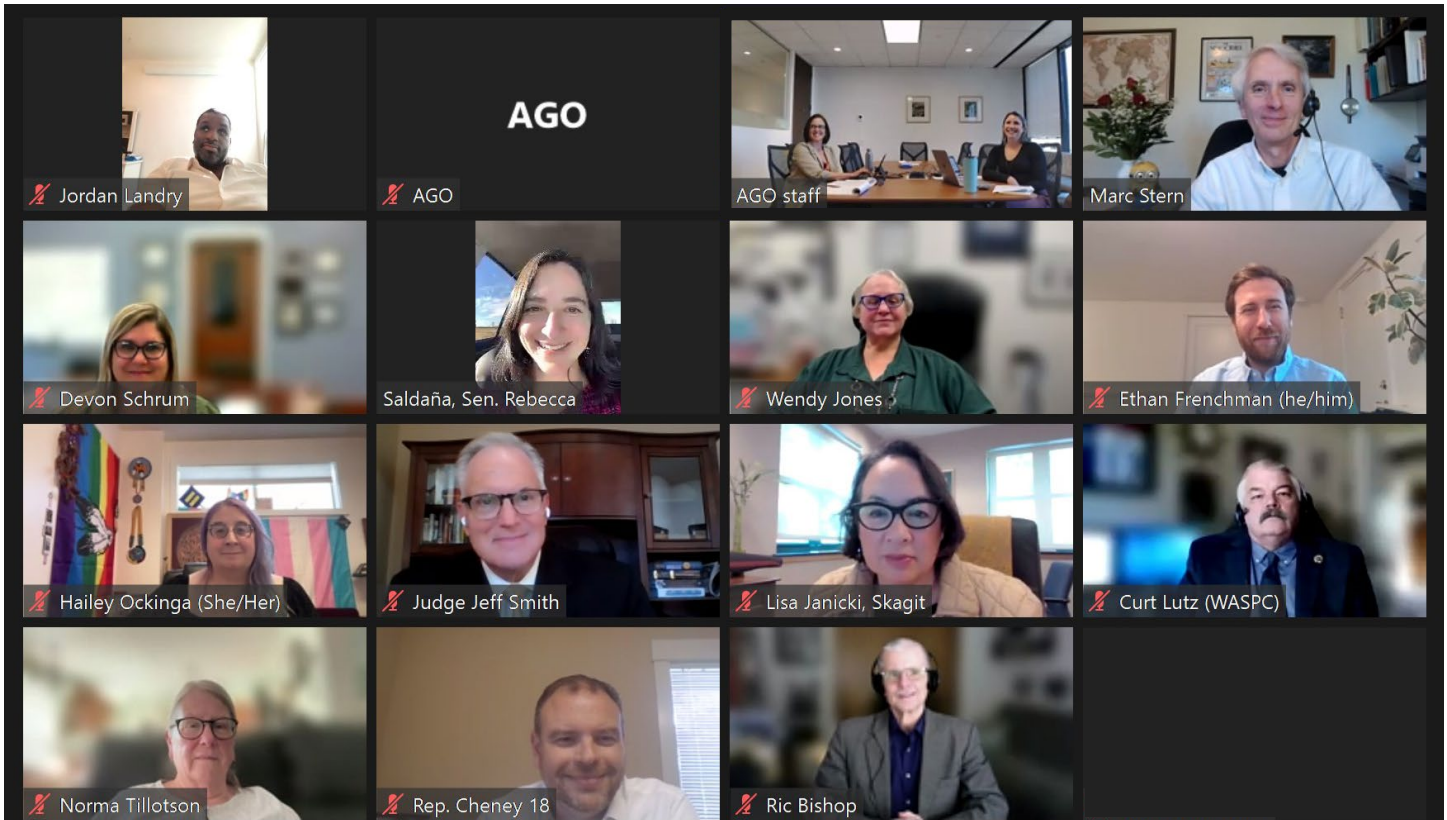 Jordan Landry
AGO
AGO
AGO staff
Marc Stern
Devon Schrum
Saldaña, Sen. Rebecca
Wendy Jones
Ethan Frenchman (he/him)
Hailey Ockinga (She/Her)
Judge Jeff Smith
Lisa Janicki, Skagit
Curt Lutz (WASPC)
Norma Tillotson
Rep. Cheney 18
Ric Bishop